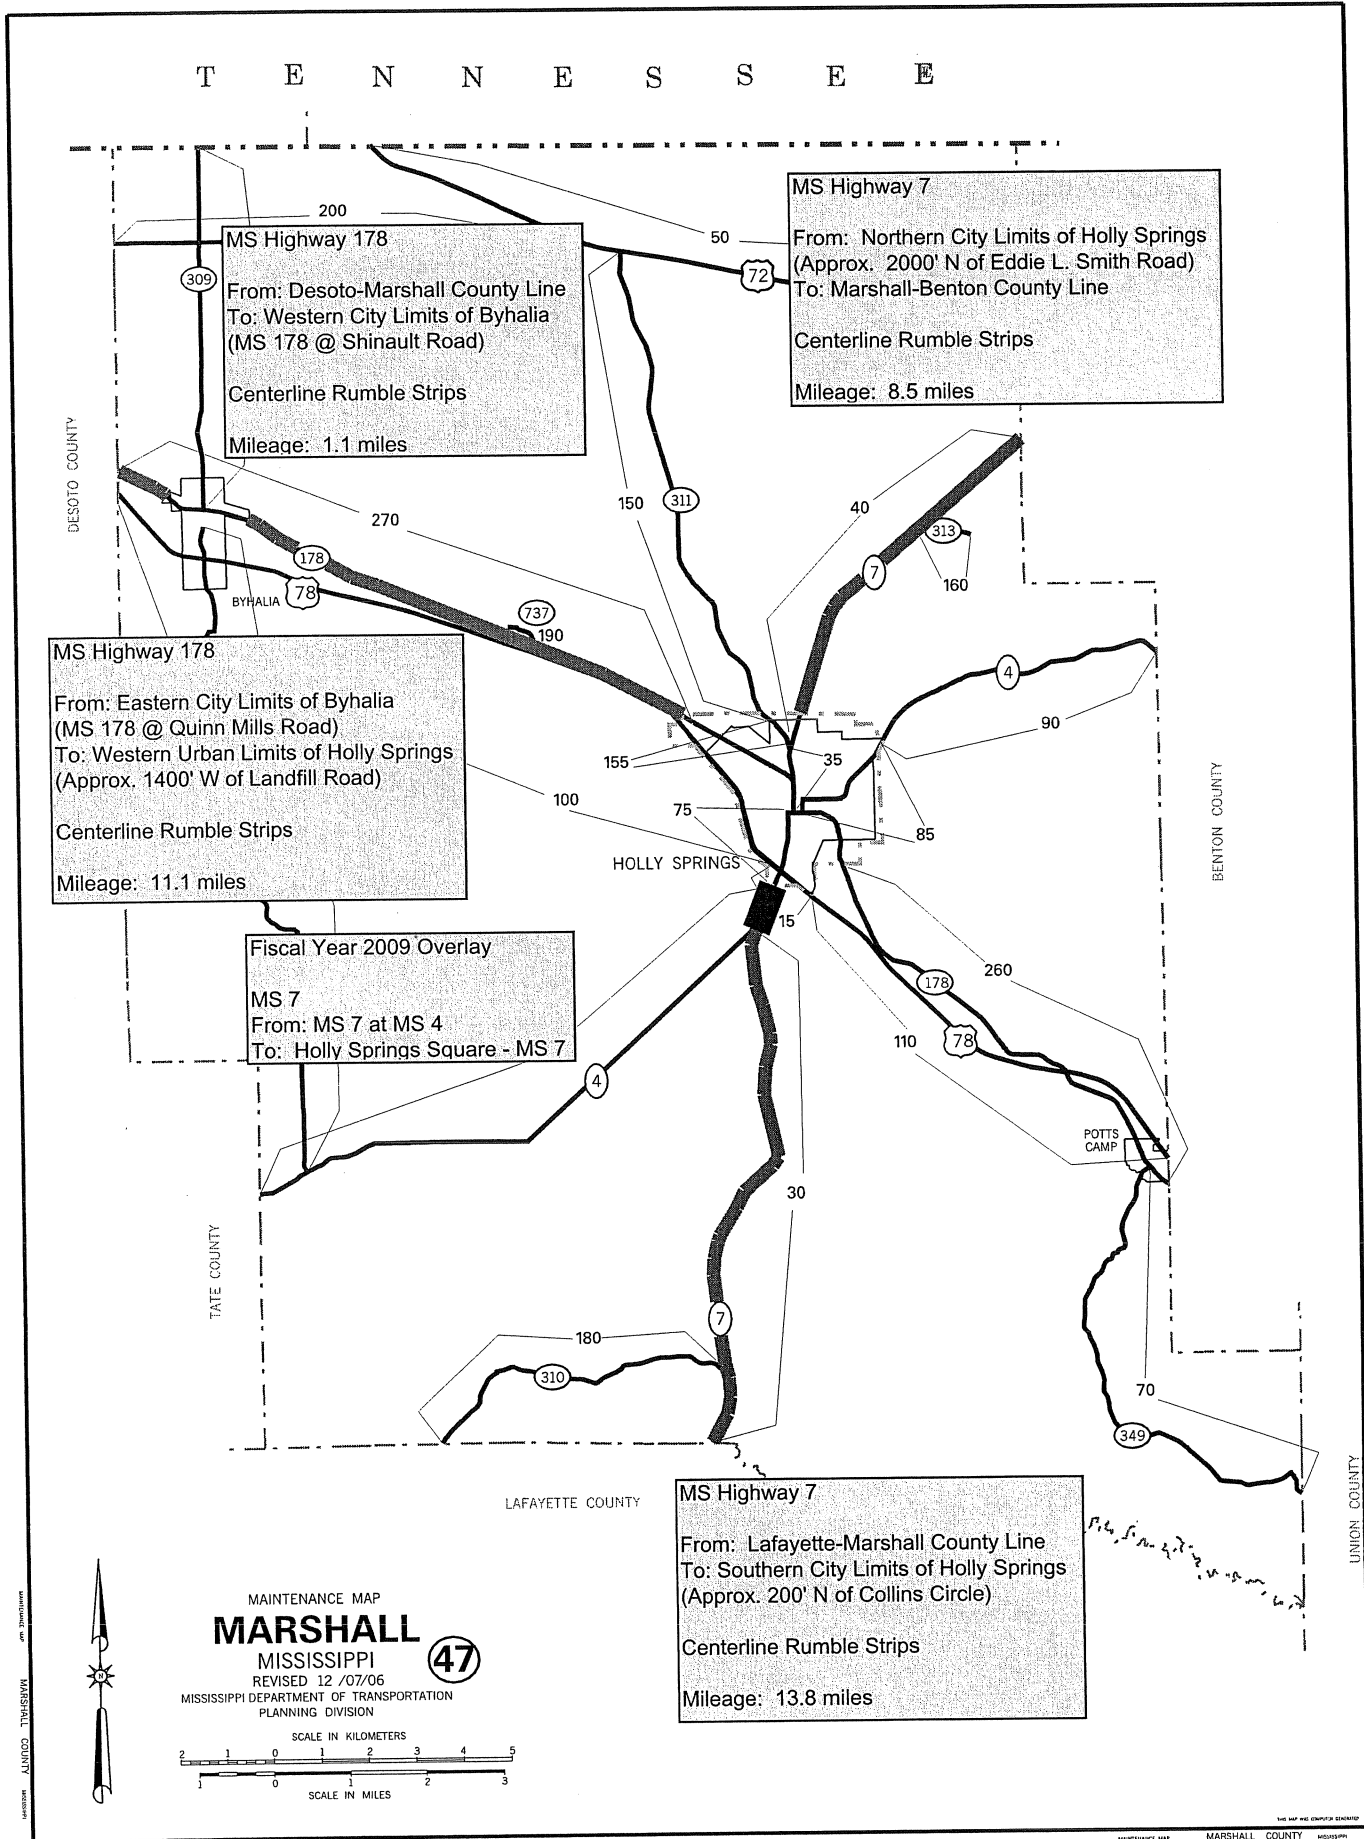 T E N N E S S E E
MS Highway 7
From: Northern City Limits of Holly Springs
(Approx. 2000' N of Eddie L. Smith Road)
To: Marshall-Benton County Line
Centerline Rumble Strips
Mileage: 8.5 miles
200
50
72
309
MS Highway 178
From: Desoto-Marshall County Line
To: Western City Limits of Byhalia
(MS 178 @ Shinault Road)
Centerline Rumble Strips
Mileage: 1.1 miles
DESOTO COUNTY
270
150
311
40
313
7
160
178
78
BYHALIA
737
190
4
90
MS Highway 178
From: Eastern City Limits of Byhalia
(MS 178 @ Quinn Mills Road)
To: Western Urban Limits of Holly Springs
(Approx. 1400' W of Landfill Road)
Centerline Rumble Strips
Mileage: 11.1 miles
155
35
100
75
85
HOLLY SPRINGS
15
BENTON COUNTY
Fiscal Year 2009 Overlay
MS 7
From: MS 7 at MS 4
To: Holly Springs Square - MS 7
260
178
78
110
4
POTTS
CAMP
30
TATE COUNTY
7
180
310
70
349
UNION COUNTY
LAFAYETTE COUNTY
MS Highway 7
From: Lafayette-Marshall County Line
To: Southern City Limits of Holly Springs
(Approx. 200' N of Collins Circle)
Centerline Rumble Strips
Mileage: 13.8 miles
N
MAINTENANCE MAP
MARSHALL
47
MISSISSIPPI
REVISED 12 /07/06
MISSISSIPPI DEPARTMENT OF TRANSPORTATION
PLANNING DIVISION
SCALE IN KILOMETERS
2 1 0 1 2 3 4 5
1 0 1 2 3
SCALE IN MILES
MAINTENANCE MAP MARSHALL COUNTY MISSISSIPPI
THIS MAP WAS COMPUTER GENERATED
MAINTENANCE MAP MARSHALL COUNTY MISSISSIPPI